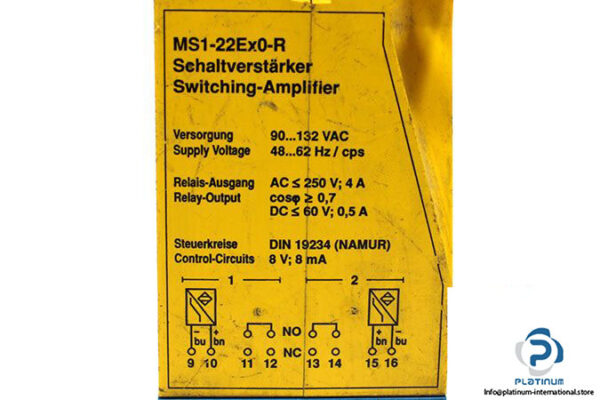 MS1-22Ex0-R
Schaltverstärker
Switching-Amplifier
Versorgung 90...132 VAC
Supply Voltage 48...62 Hz / cps
Relais-Ausgang AC ≤ 250 V; 4 A
Relay-Output cosφ ≥ 0,7
DC ≤ 60 V; 0,5 A
Steuerkreise DIN 19234 (NAMUR)
Control-Circuits 8 V; 8 mA
1 2
− + NO + −
bu bn bn bu
NC
9 10 11 12 13 14 15 16
PLATINUM
Info@platinum-international.store